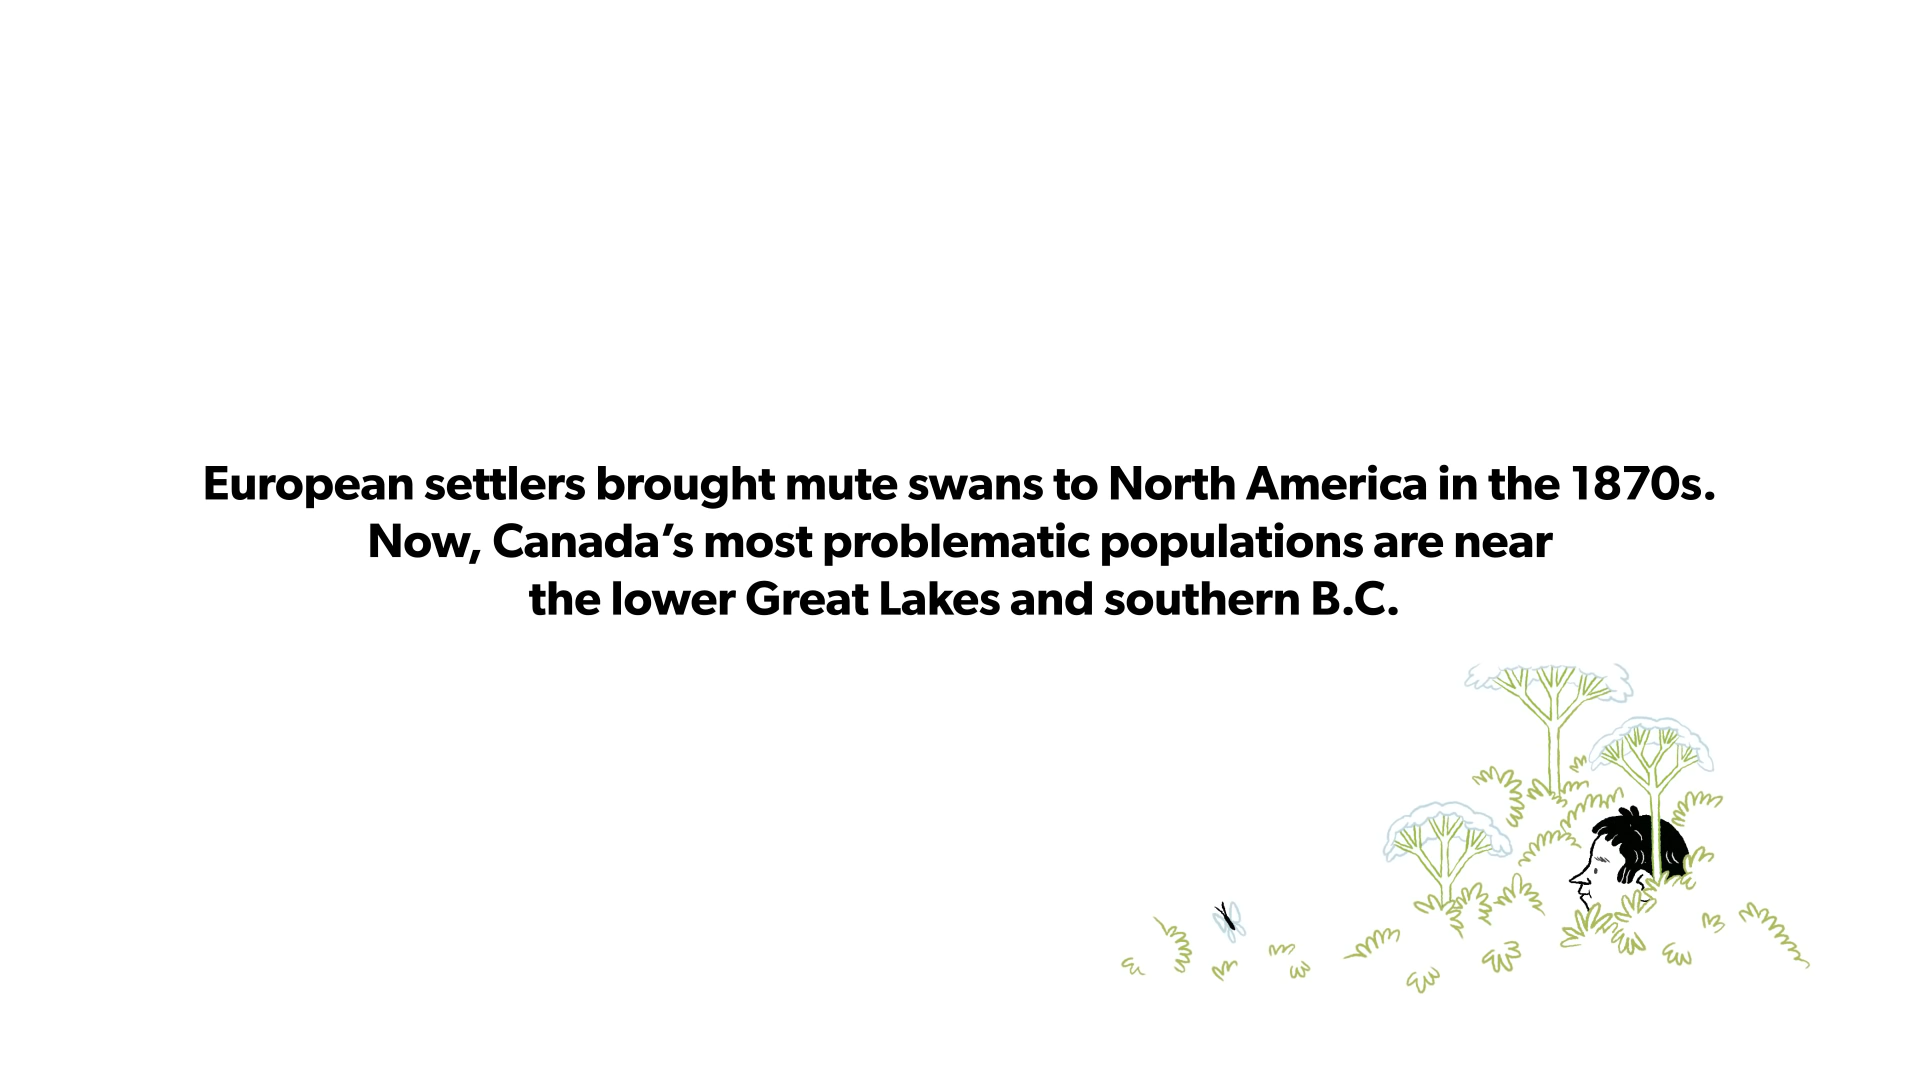 European settlers brought mute swans to North America in the 1870s.
Now, Canada’s most problematic populations are near
the lower Great Lakes and southern B.C.